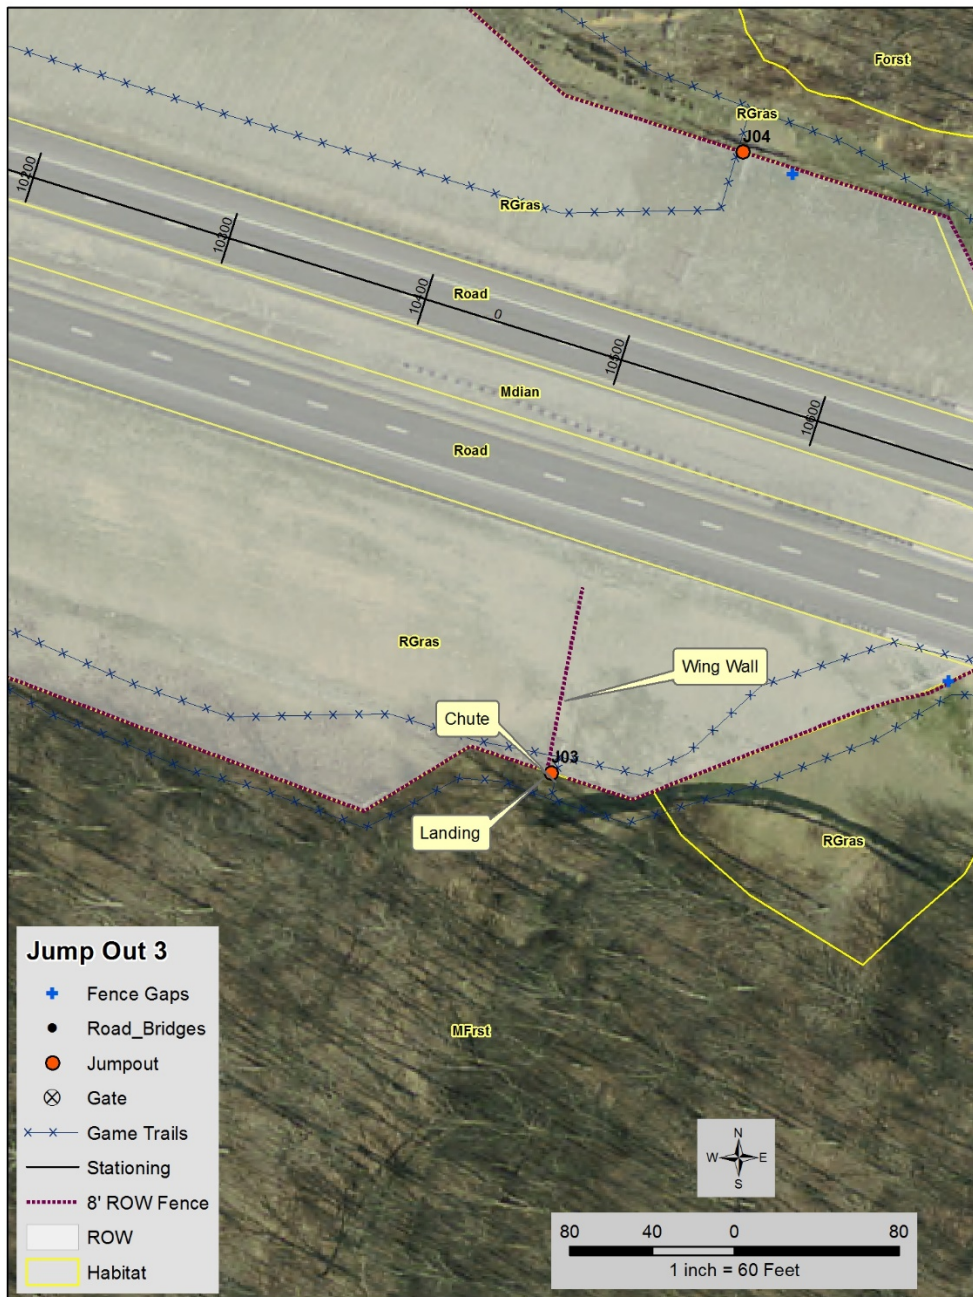 Forst
RGras
J04
RGras
10200
10300
10400
Road
0
10500
10600
Mdian
Road
RGras
Wing Wall
Chute
J03
Landing
RGras
MFrst
Jump Out 3
Fence Gaps
Road_Bridges
Jumpout
Gate
Game Trails
Stationing
8' ROW Fence
ROW
Habitat
N
W E
S
80 40 0 80
1 inch = 60 Feet